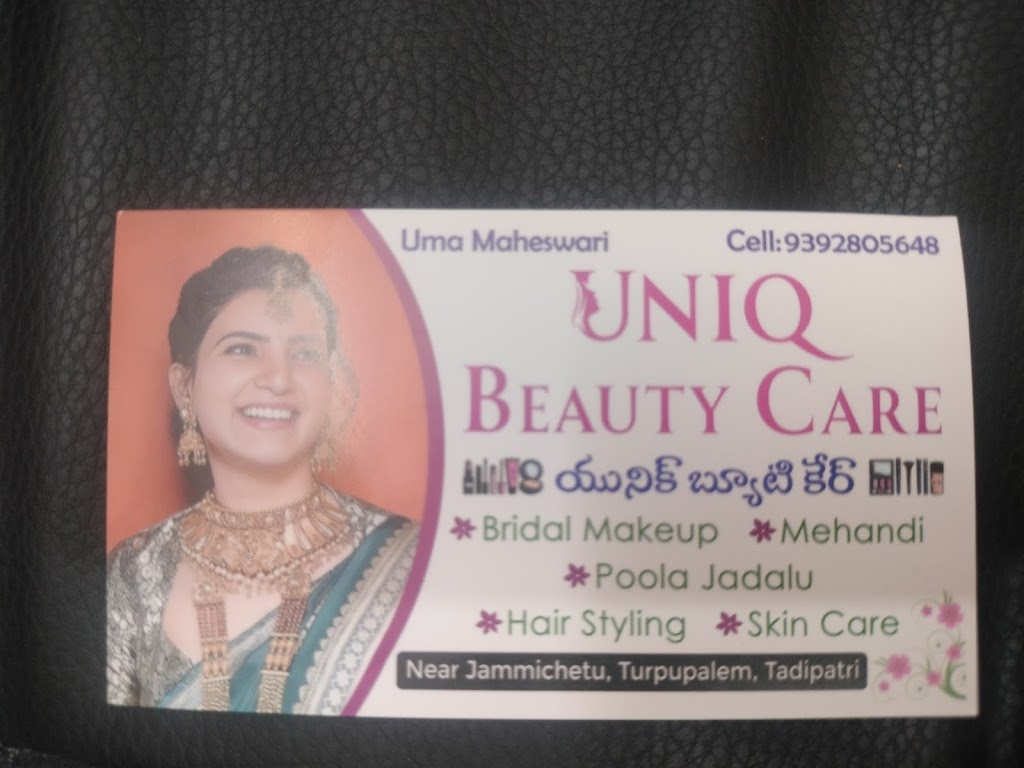 Uma Maheswari Cell:9392805648
UNIQ
BEAUTY CARE
యునిక్ బ్యూటి కేర్
Bridal Makeup Mehandi
Poola Jadalu
Hair Styling Skin Care
Near Jammichetu, Turpupalem, Tadipatri